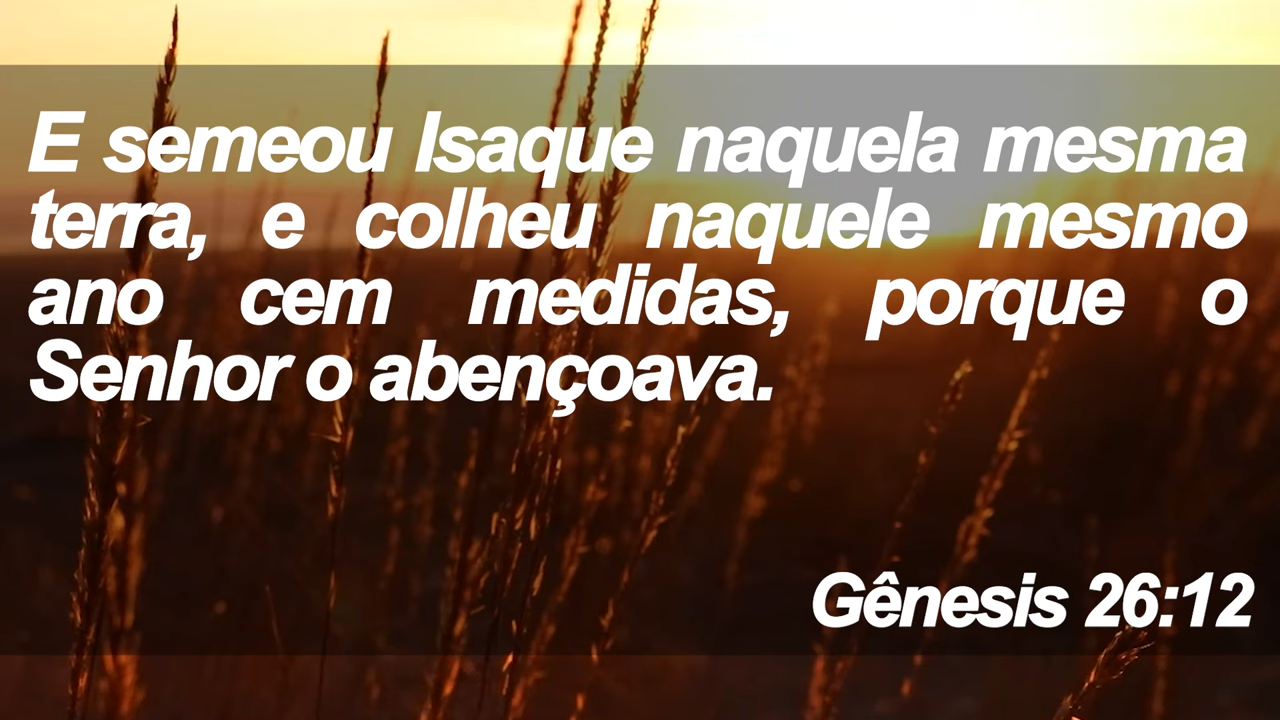 E semeou Isaque naquela mesma
terra, e colheu naquele mesmo
ano cem medidas, porque o
Senhor o abençoava.
Gênesis 26:12